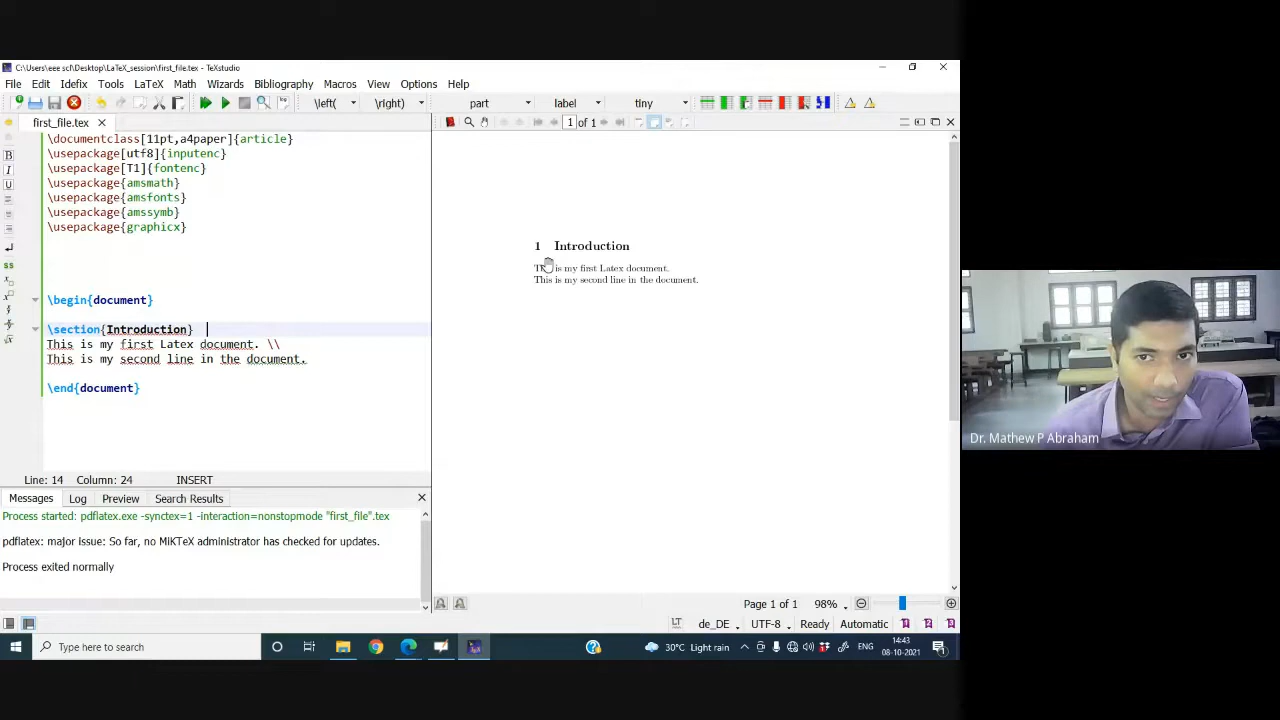 C:\Users\eee scl\Desktop\LaTeX_session\first_file.tex - TeXstudio
File Edit Idefix Tools LaTeX Math Wizards Bibliography Macros View Options Help
\left( \right) part label tiny
first_file.tex
1 of 1
\documentclass[11pt,a4paper]{article}
\usepackage[utf8]{inputenc}
\usepackage[T1]{fontenc}
\usepackage{amsmath}
\usepackage{amsfonts}
\usepackage{amssymb}
\usepackage{graphicx}
\begin{document}
\section{Introduction}
This is my first Latex document. \\
This is my second line in the document.
\end{document}
1 Introduction
is my first Latex document.
This is my second line in the document.
Dr. Mathew P Abraham
Line: 14 Column: 24 INSERT
Messages Log Preview Search Results
Process started: pdflatex.exe -synctex=1 -interaction=nonstopmode "first_file".tex
pdflatex: major issue: So far, no MiKTeX administrator has checked for updates.
Process exited normally
Page 1 of 1 98%
de_DE UTF-8 Ready Automatic
Type here to search
30°C Light rain
ENG
14:43
08-10-2021